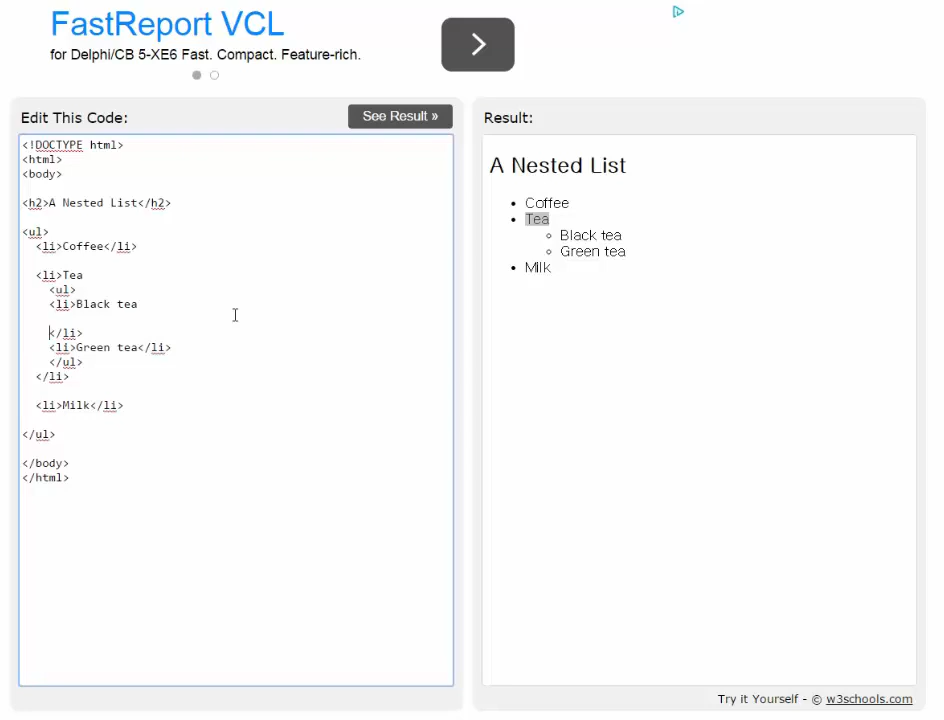 FastReport VCL
for Delphi/CB 5-XE6 Fast. Compact. Feature-rich.
Edit This Code:
See Result »
<!DOCTYPE html>
<html>
<body>
<h2>A Nested List</h2>
<ul>
<li>Coffee</li>
<li>Tea
<ul>
<li>Black tea
</li>
<li>Green tea</li>
</ul>
</li>
<li>Milk</li>
</ul>
</body>
</html>
Result:
A Nested List
Coffee
Tea
Black tea
Green tea
Milk
Try it Yourself - © w3schools.com